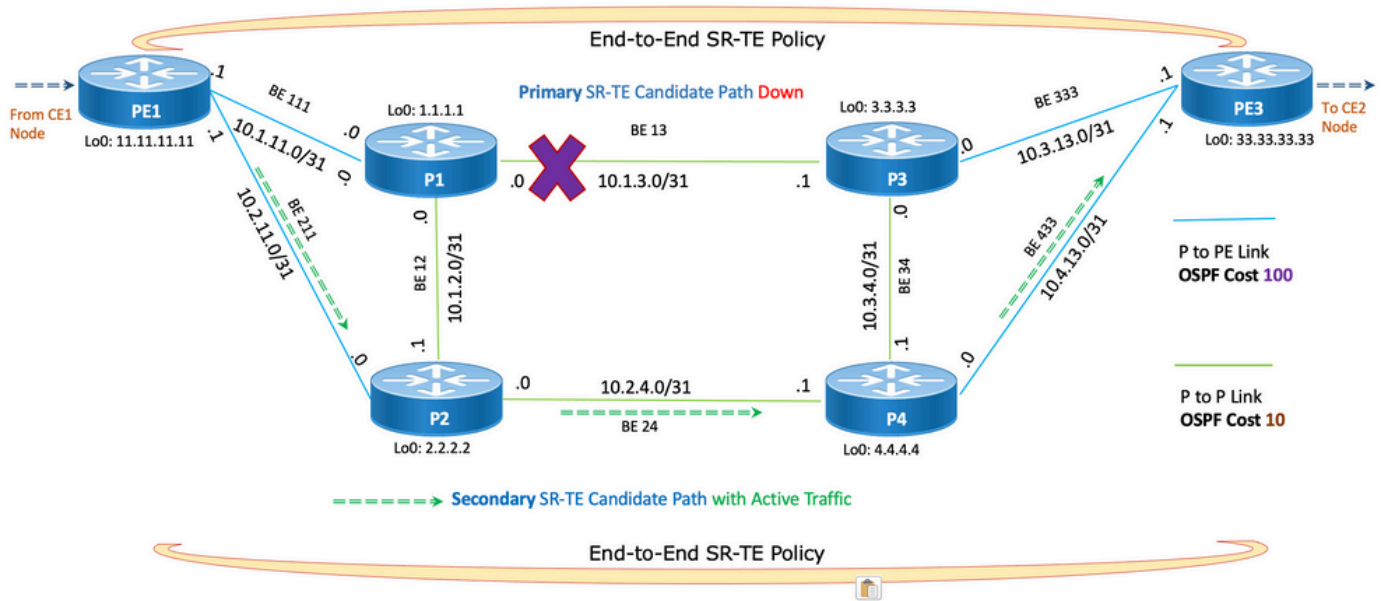 End-to-End SR-TE Policy
From CE1
Node
PE1
Lo0: 11.11.11.11
.1
.1
BE 111
10.1.11.0/31
.0
.0
Lo0: 1.1.1.1
P1
Primary SR-TE Candidate Path Down
BE 13
.0
10.1.3.0/31
.1
Lo0: 3.3.3.3
P3
.0
BE 333
10.3.13.0/31
.1
.1
PE3
Lo0: 33.33.33.33
To CE2
Node
BE 211
10.2.11.0/31
.0
.0
BE 12
10.1.2.0/31
.1
.0
10.3.4.0/31
BE 34
.1
BE 433
10.4.13.0/31
.0
P to PE Link
OSPF Cost 100
P2
Lo0: 2.2.2.2
.0
10.2.4.0/31
.1
BE 24
P4
Lo0: 4.4.4.4
P to P Link
OSPF Cost 10
Secondary SR-TE Candidate Path with Active Traffic
End-to-End SR-TE Policy